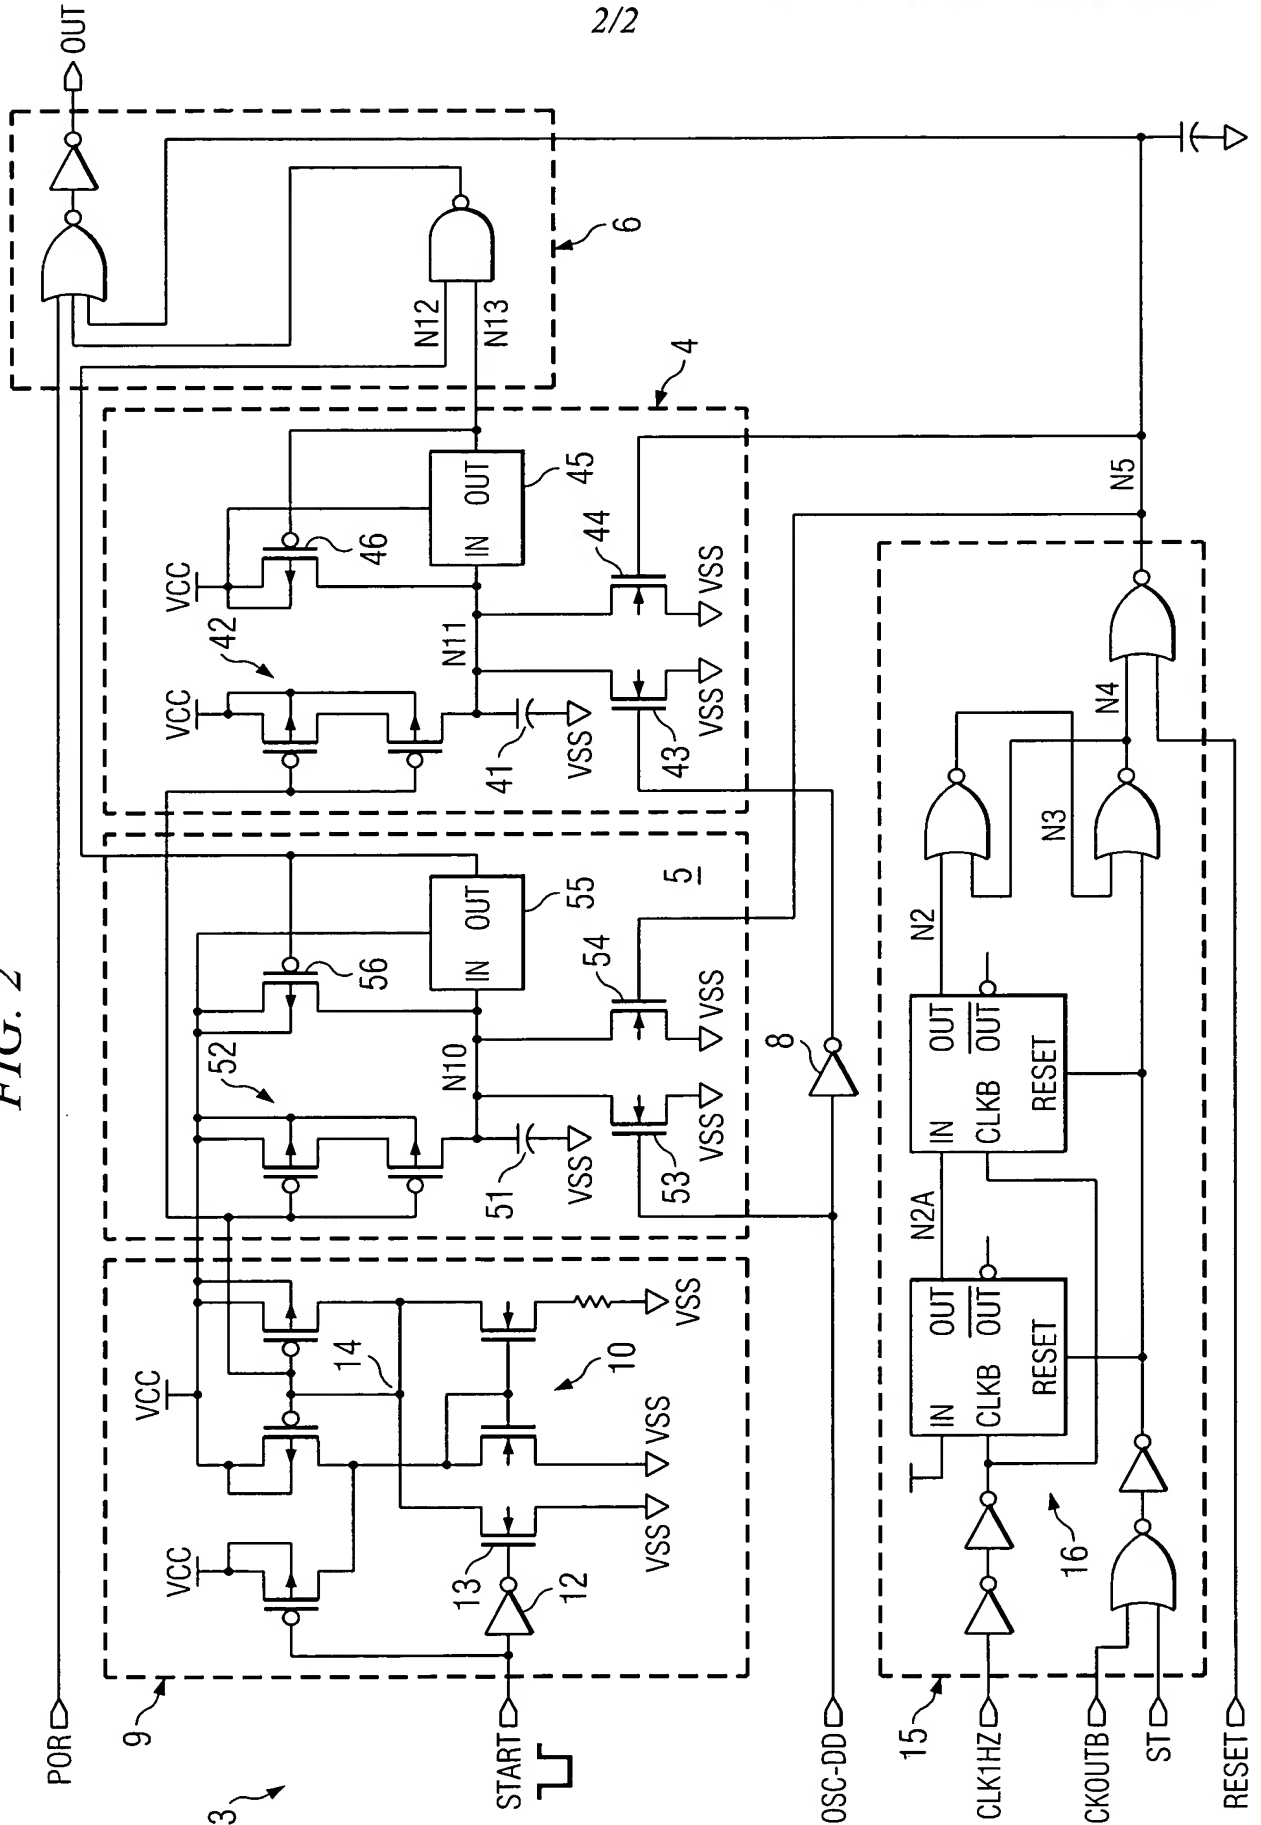 2/2
FIG. 2
3
POR
START
OSC-DD
CLK1HZ
CKOUTB
ST
RESET
OUT
9
VCC
VCC
14
10
13
12
VSS
VSS
VSS
52
56
N10
IN
OUT
55
51
VSS
53
VSS
54
VSS
5
8
VCC
42
VCC
46
N11
IN
OUT
45
41
VSS
43
VSS
44
VSS
4
N12
N13
6
15
16
IN
OUT
CLKB
OUT
RESET
N2A
IN
OUT
CLKB
OUT
RESET
N2
N3
N4
N5